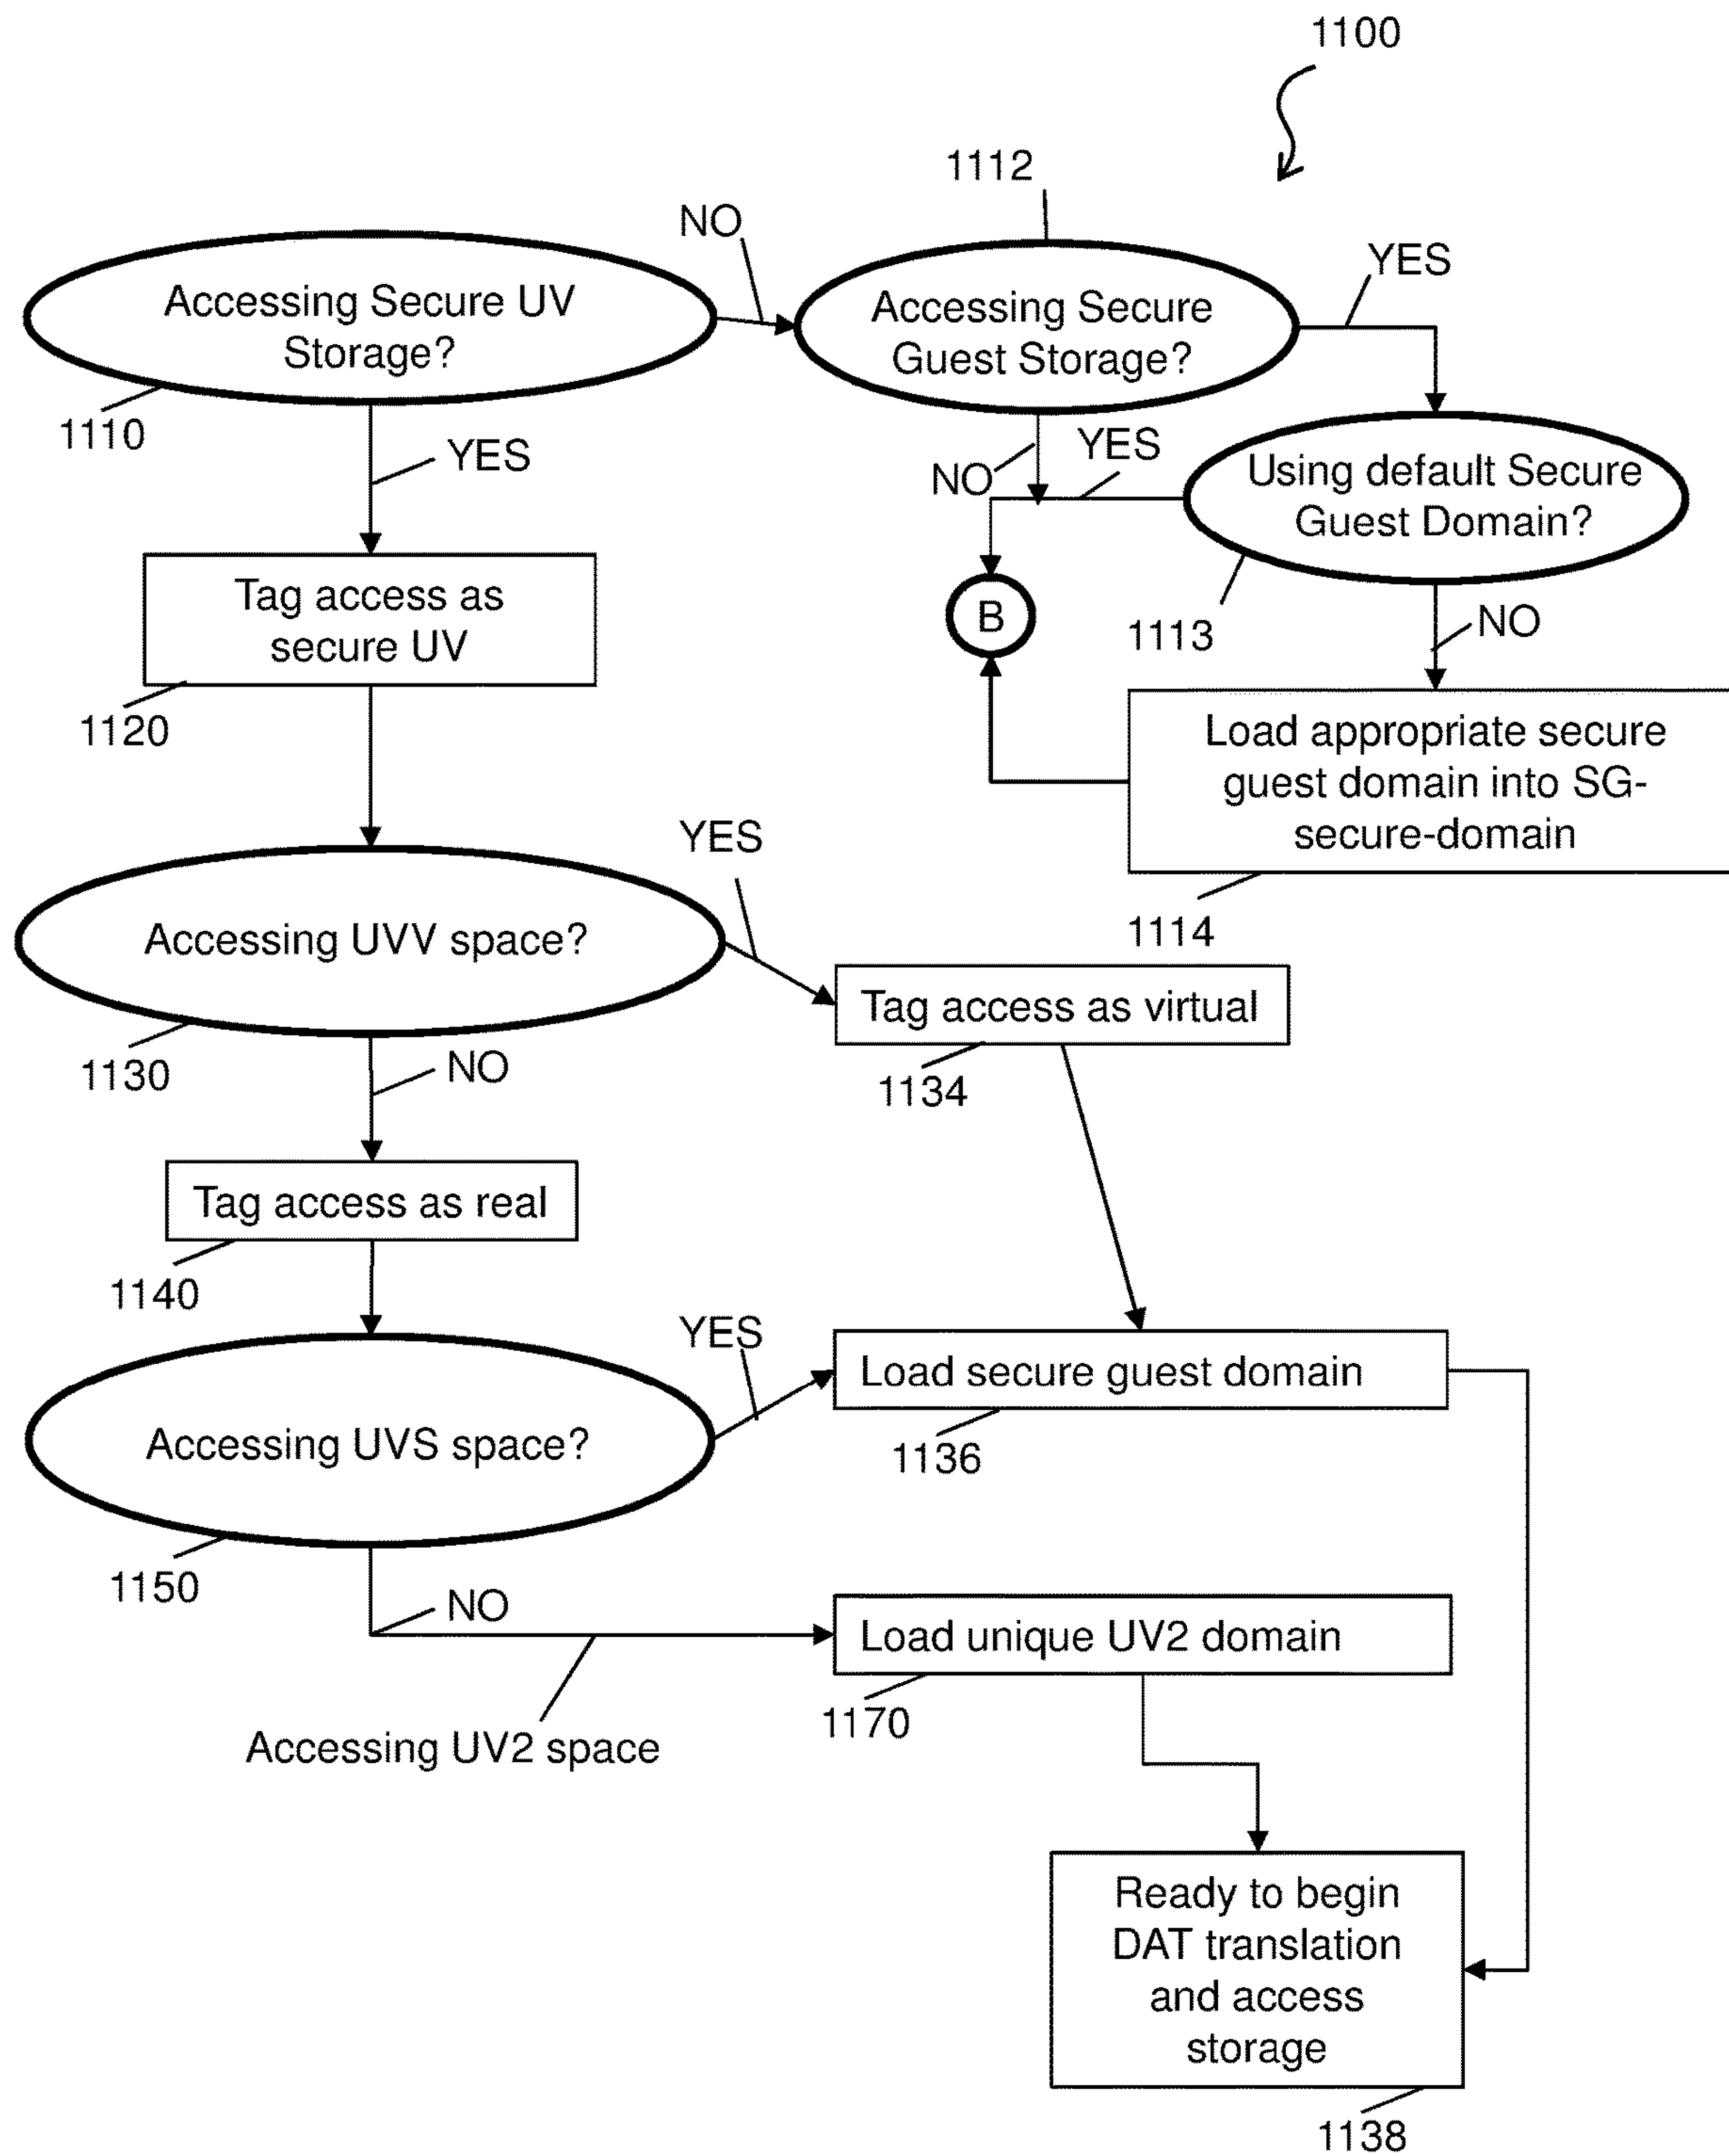 1100
1112
NO
YES
Accessing Secure UV
Storage?
Accessing Secure
Guest Storage?
1110
YES
NO
YES
Using default Secure
Guest Domain?
Tag access as
secure UV
B
1113
NO
1120
Load appropriate secure
guest domain into SG-
secure-domain
YES
1114
Accessing UVV space?
Tag access as virtual
1130
NO
1134
Tag access as real
1140
YES
Load secure guest domain
Accessing UVS space?
1136
1150
NO
Load unique UV2 domain
1170
Accessing UV2 space
Ready to begin
DAT translation
and access
storage
1138